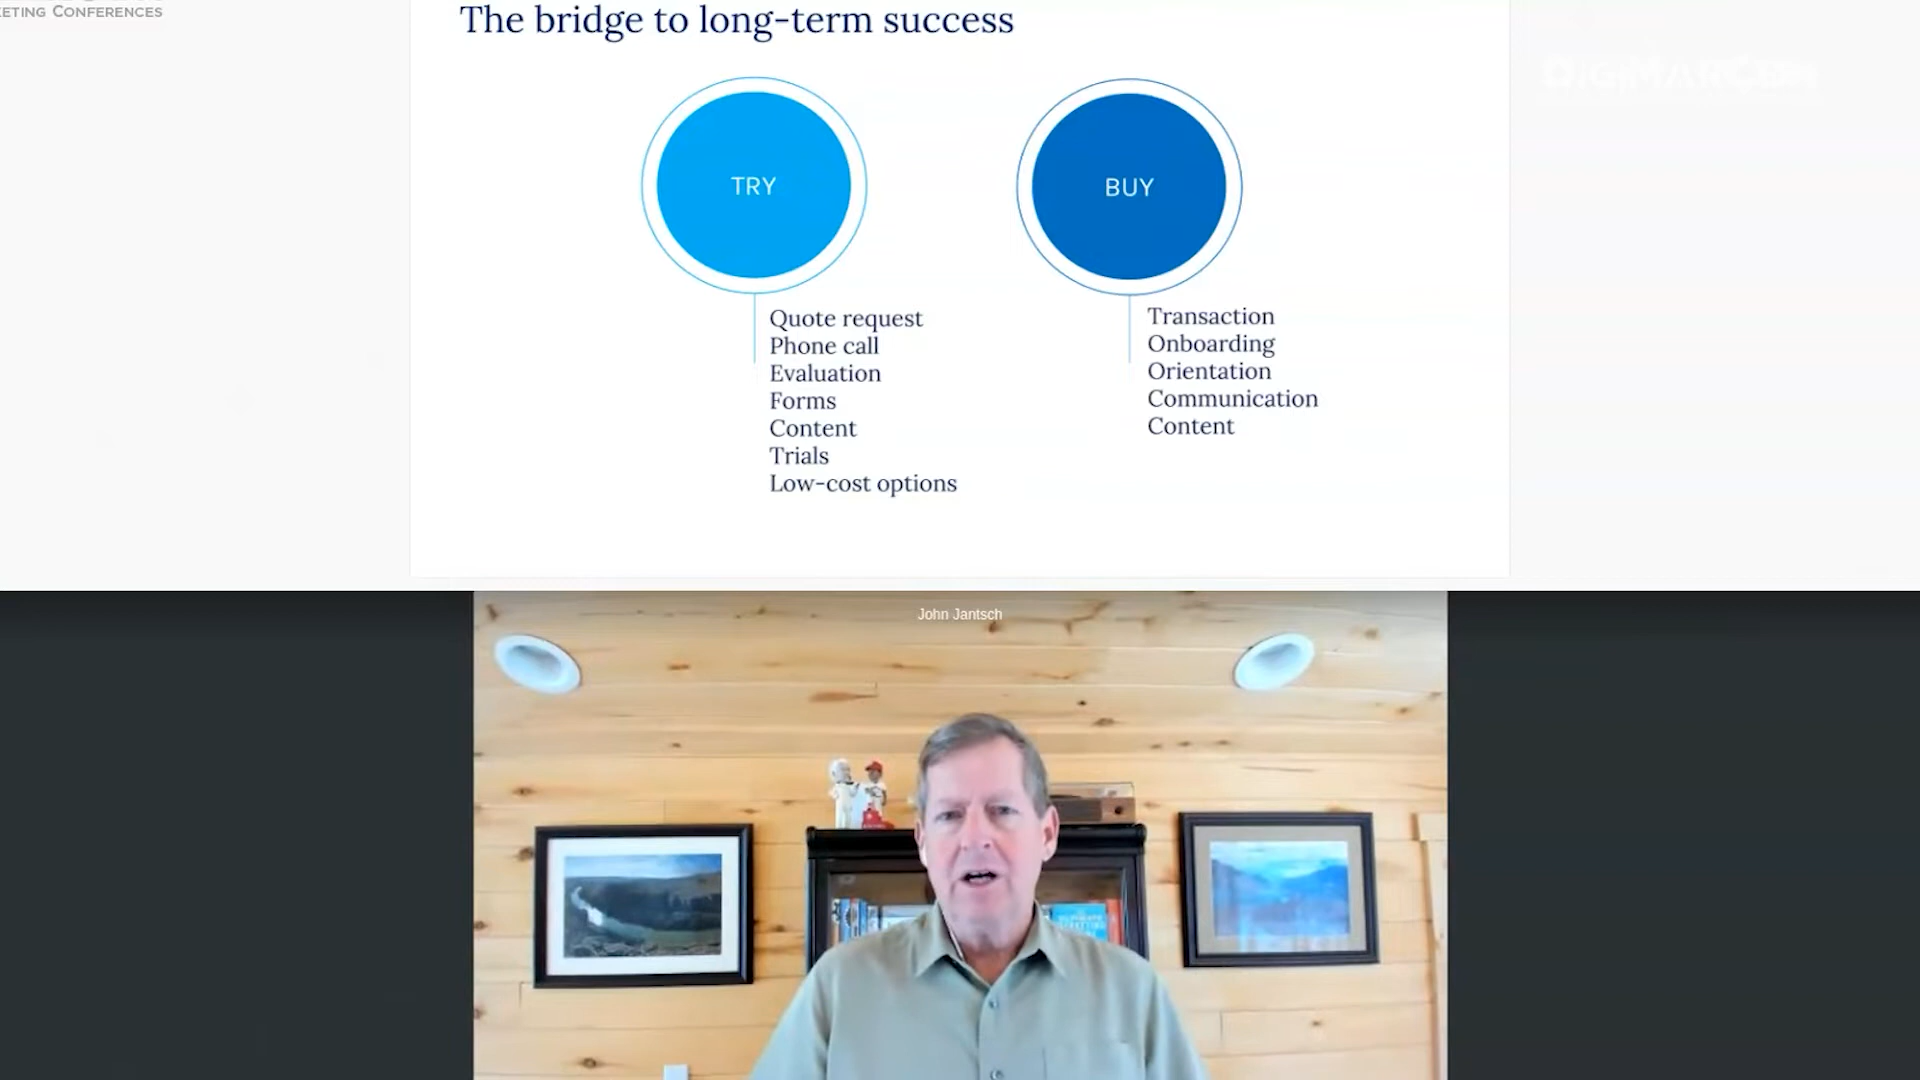 ETING CONFERENCES
The bridge to long-term success
DIGIMARCON
TRY
BUY
Quote request
Phone call
Evaluation
Forms
Content
Trials
Low-cost options
Transaction
Onboarding
Orientation
Communication
Content
John Jantsch